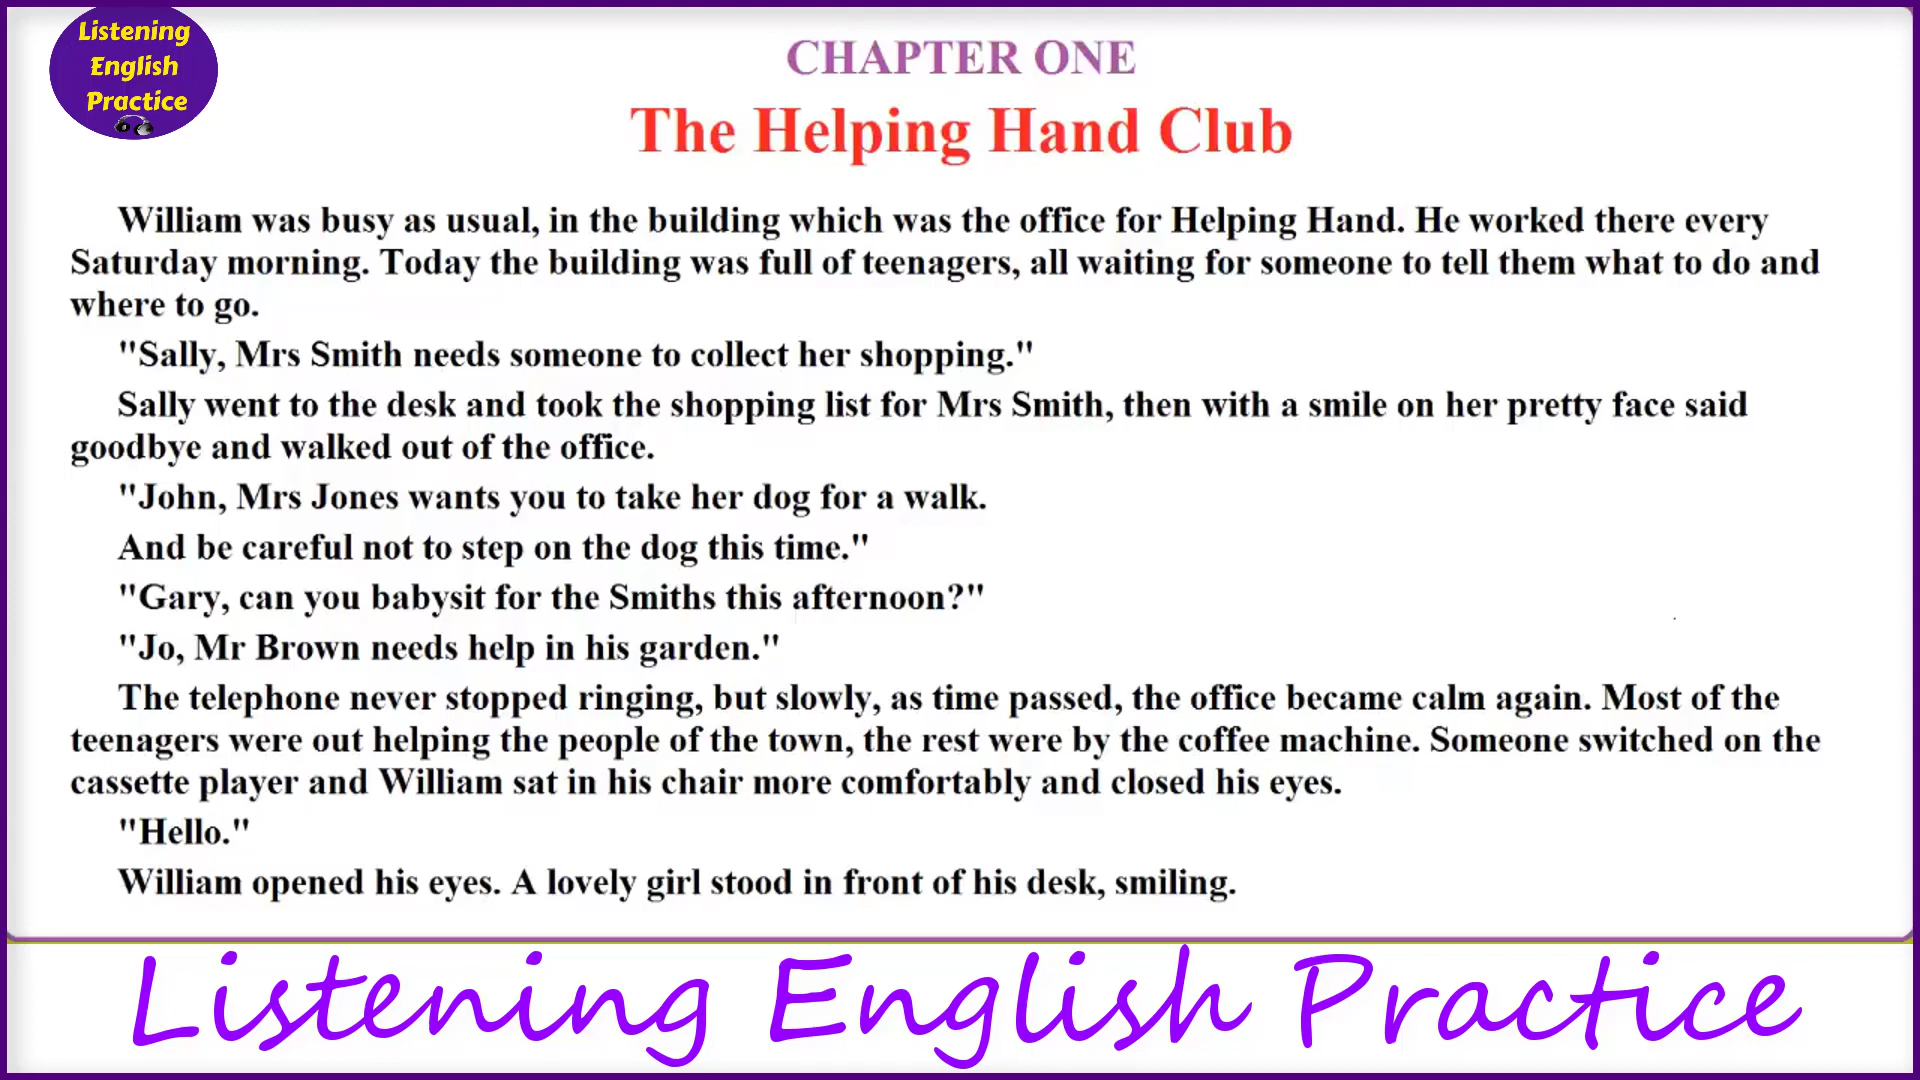 Listening
English
Practice
CHAPTER ONE
The Helping Hand Club
William was busy as usual, in the building which was the office for Helping Hand. He worked there every
Saturday morning. Today the building was full of teenagers, all waiting for someone to tell them what to do and
where to go.
"Sally, Mrs Smith needs someone to collect her shopping."
Sally went to the desk and took the shopping list for Mrs Smith, then with a smile on her pretty face said
goodbye and walked out of the office.
"John, Mrs Jones wants you to take her dog for a walk.
And be careful not to step on the dog this time."
"Gary, can you babysit for the Smiths this afternoon?"
"Jo, Mr Brown needs help in his garden."
The telephone never stopped ringing, but slowly, as time passed, the office became calm again. Most of the
teenagers were out helping the people of the town, the rest were by the coffee machine. Someone switched on the
cassette player and William sat in his chair more comfortably and closed his eyes.
"Hello."
William opened his eyes. A lovely girl stood in front of his desk, smiling.
Listening English Practice